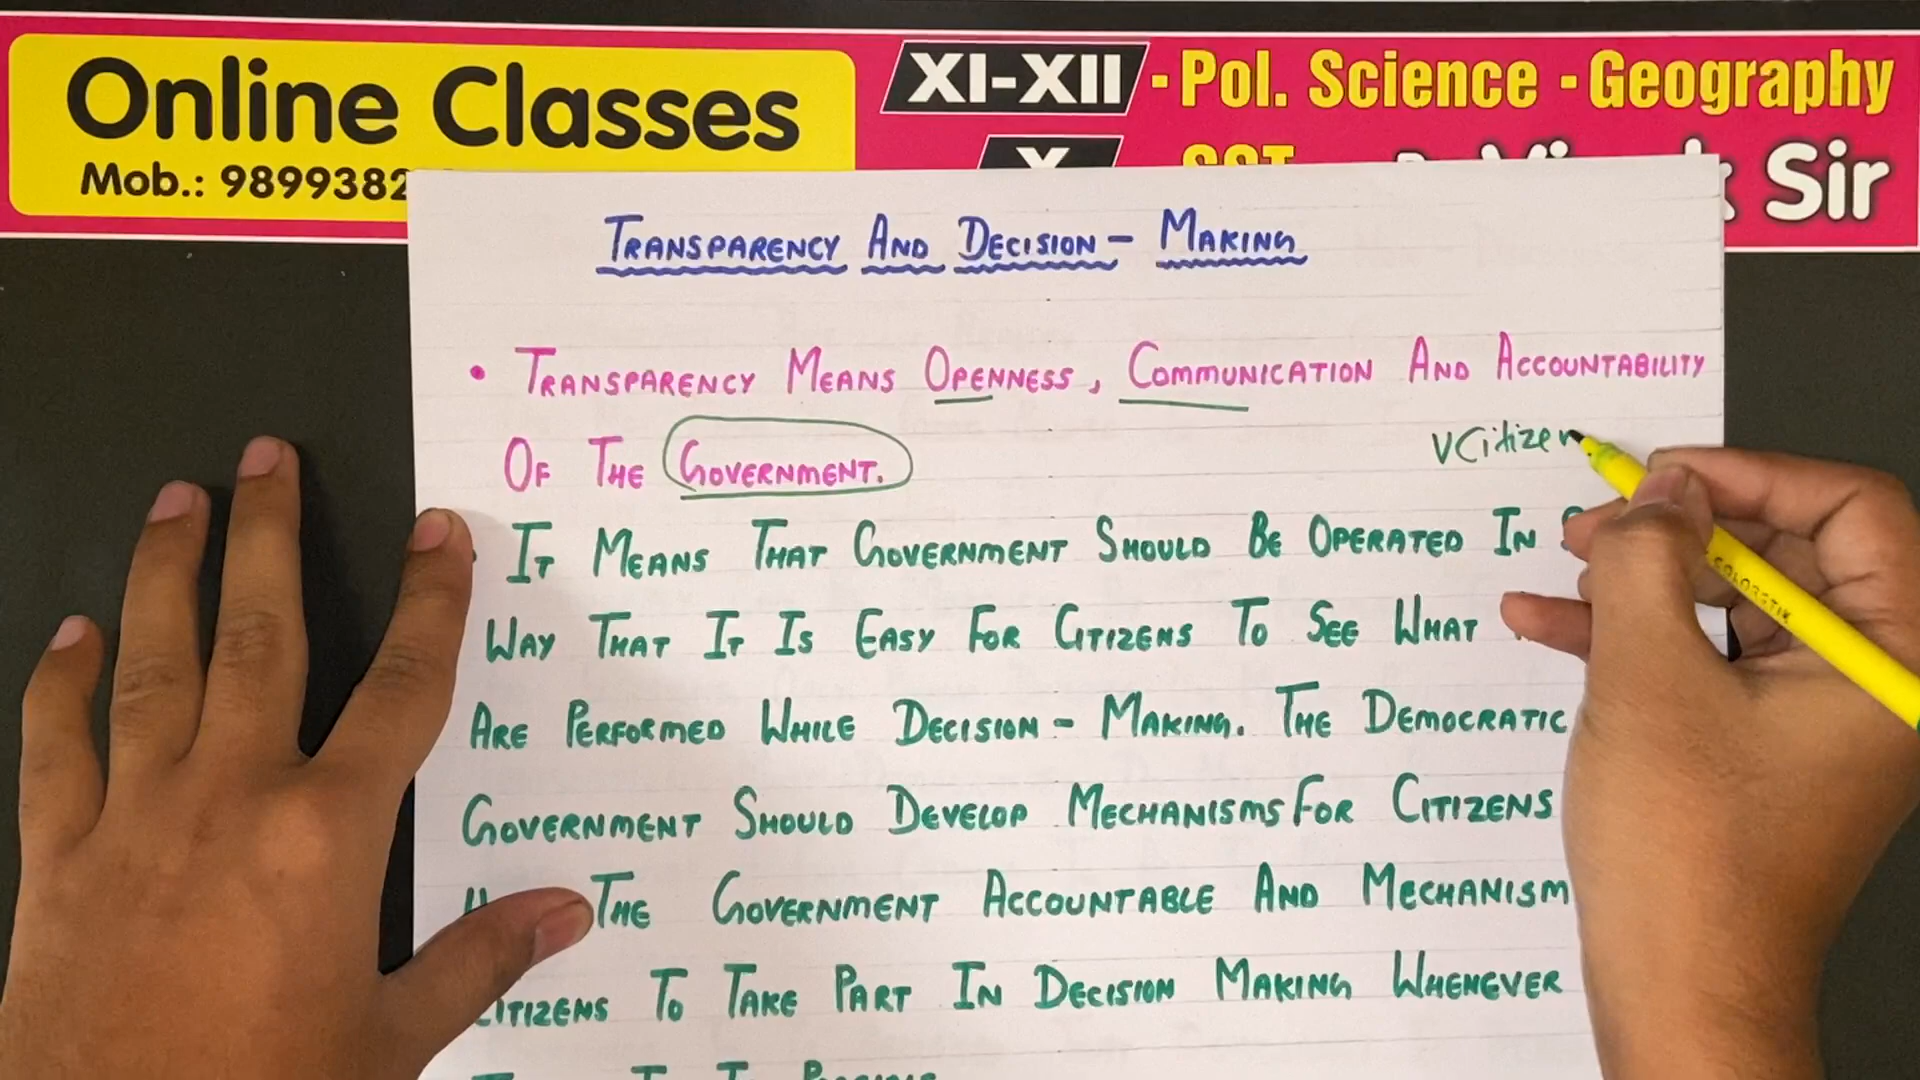 Online Classes
Mob.: 9899382
XI-XII - Pol. Science - Geography
X SST Sir
TRANSPARENCY AND DECISION - MAKING
• TRANSPARENCY MEANS OPENNESS, COMMUNICATION AND ACCOUNTABILITY
OF THE GOVERNMENT.
VCitizen
IT MEANS THAT GOVERNMENT SHOULD BE OPERATED IN
WAY THAT IT IS EASY FOR CITIZENS TO SEE WHAT
ARE PERFORMED WHILE DECISION - MAKING. THE DEMOCRATIC
GOVERNMENT SHOULD DEVELOP MECHANISMS FOR CITIZENS
THE GOVERNMENT ACCOUNTABLE AND MECHANISM
CITIZENS TO TAKE PART IN DECISION MAKING WHENEVER